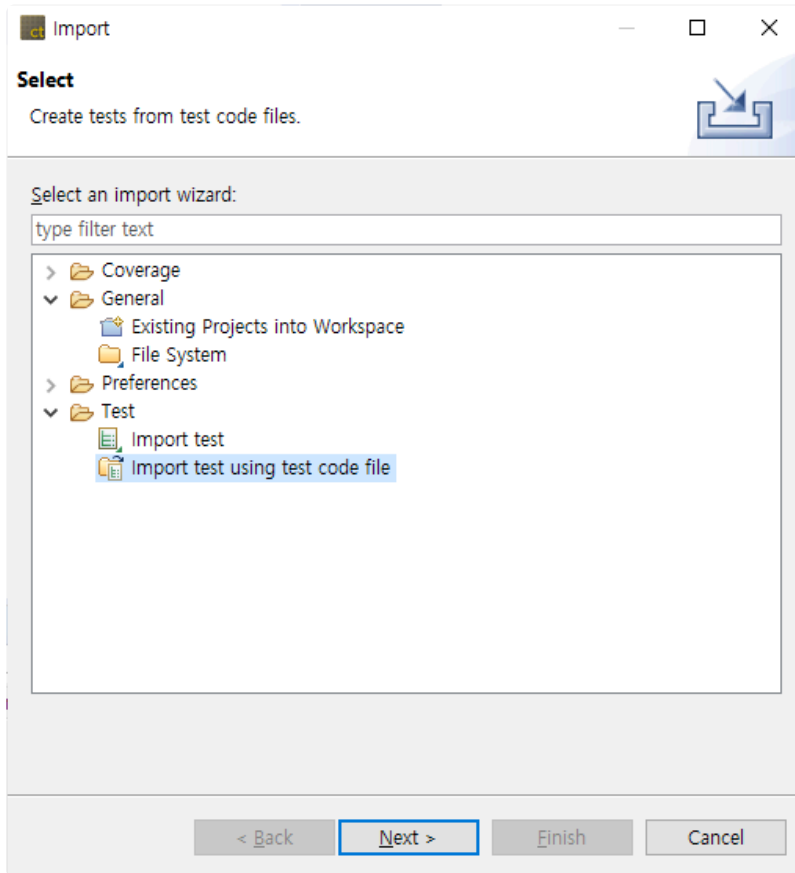 ct Import
Select
Create tests from test code files.
Select an import wizard:
type filter text
Coverage
General
Existing Projects into Workspace
File System
Preferences
Test
Import test
Import test using test code file
< Back Next > Finish Cancel